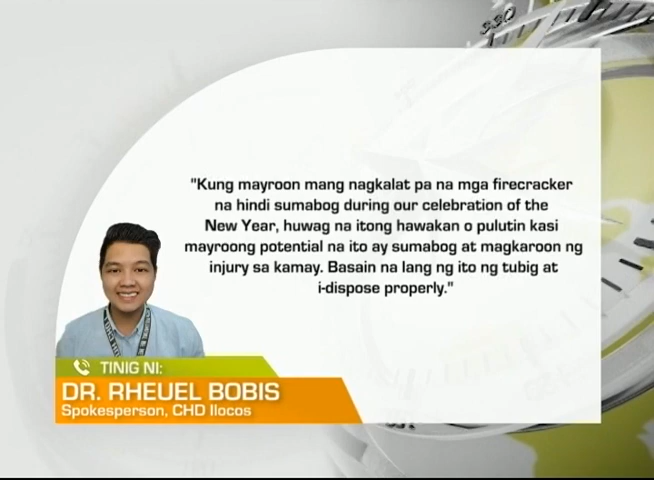 330
"Kung mayroon mang nagkalat pa na mga firecracker
na hindi sumabog during our celebration of the
New Year, huwag na itong hawakan o pulutin kasi
mayroong potential na ito ay sumabog at magkaroon ng
injury sa kamay. Basain na lang ng ito ng tubig at
i-dispose properly."
TINIG NI:
DR. RHEUEL BOBIS
Spokesperson, CHD Ilocos